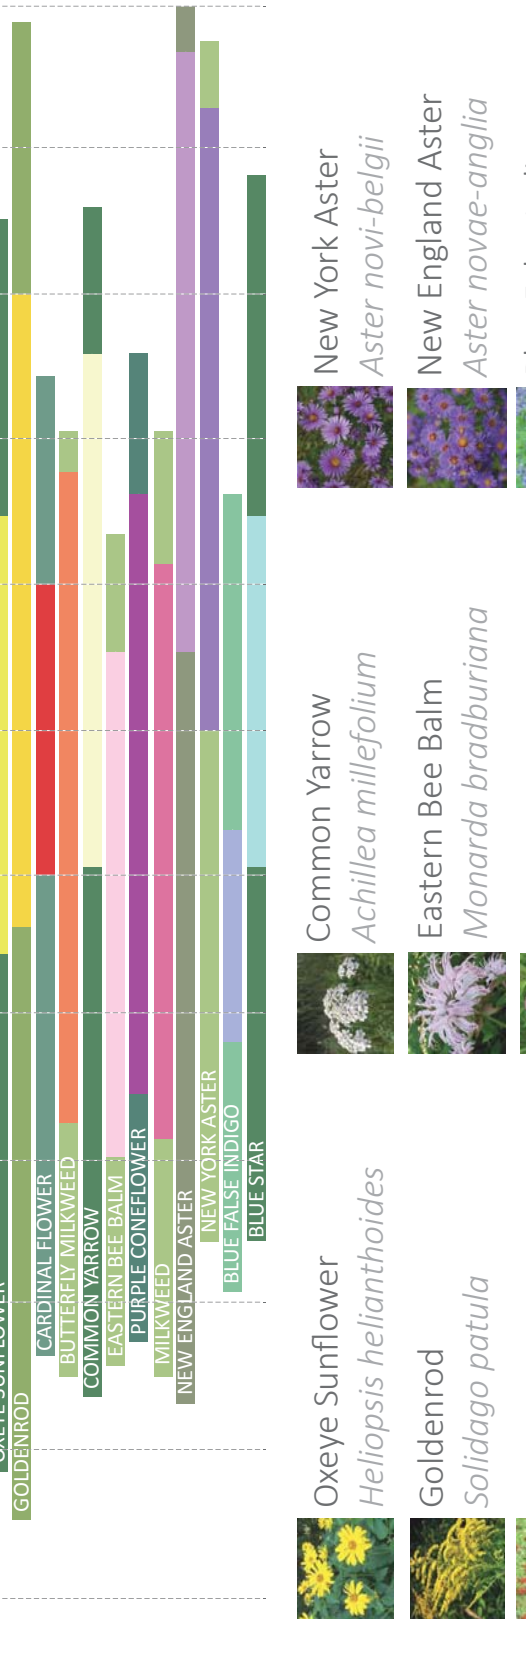 OXEYE SUNFLOWER
GOLDENROD
CARDINAL FLOWER
BUTTERFLY MILKWEED
COMMON YARROW
EASTERN BEE BALM
PURPLE CONEFLOWER
MILKWEED
NEW ENGLAND ASTER
NEW YORK ASTER
BLUE FALSE INDIGO
BLUE STAR
Oxeye Sunflower
Heliopsis helianthoides
Goldenrod
Solidago patula
Common Yarrow
Achillea millefolium
Eastern Bee Balm
Monarda bradburiana
New York Aster
Aster novi-belgii
New England Aster
Aster novae-anglia